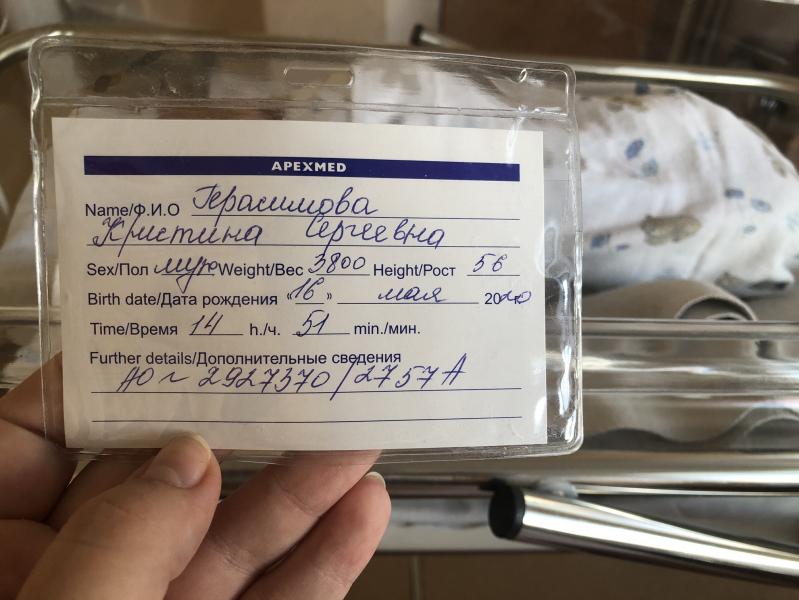 APEXMED
Name/Ф.И.О Герасимова
Кристина Сергеевна
Sex/Пол муж Weight/Вес 3800 Height/Рост 56
Birth date/Дата рождения «16» мая 2020
Time/Время 14 h./ч. 51 min./мин.
Further details/Дополнительные сведения
2927370/2757А